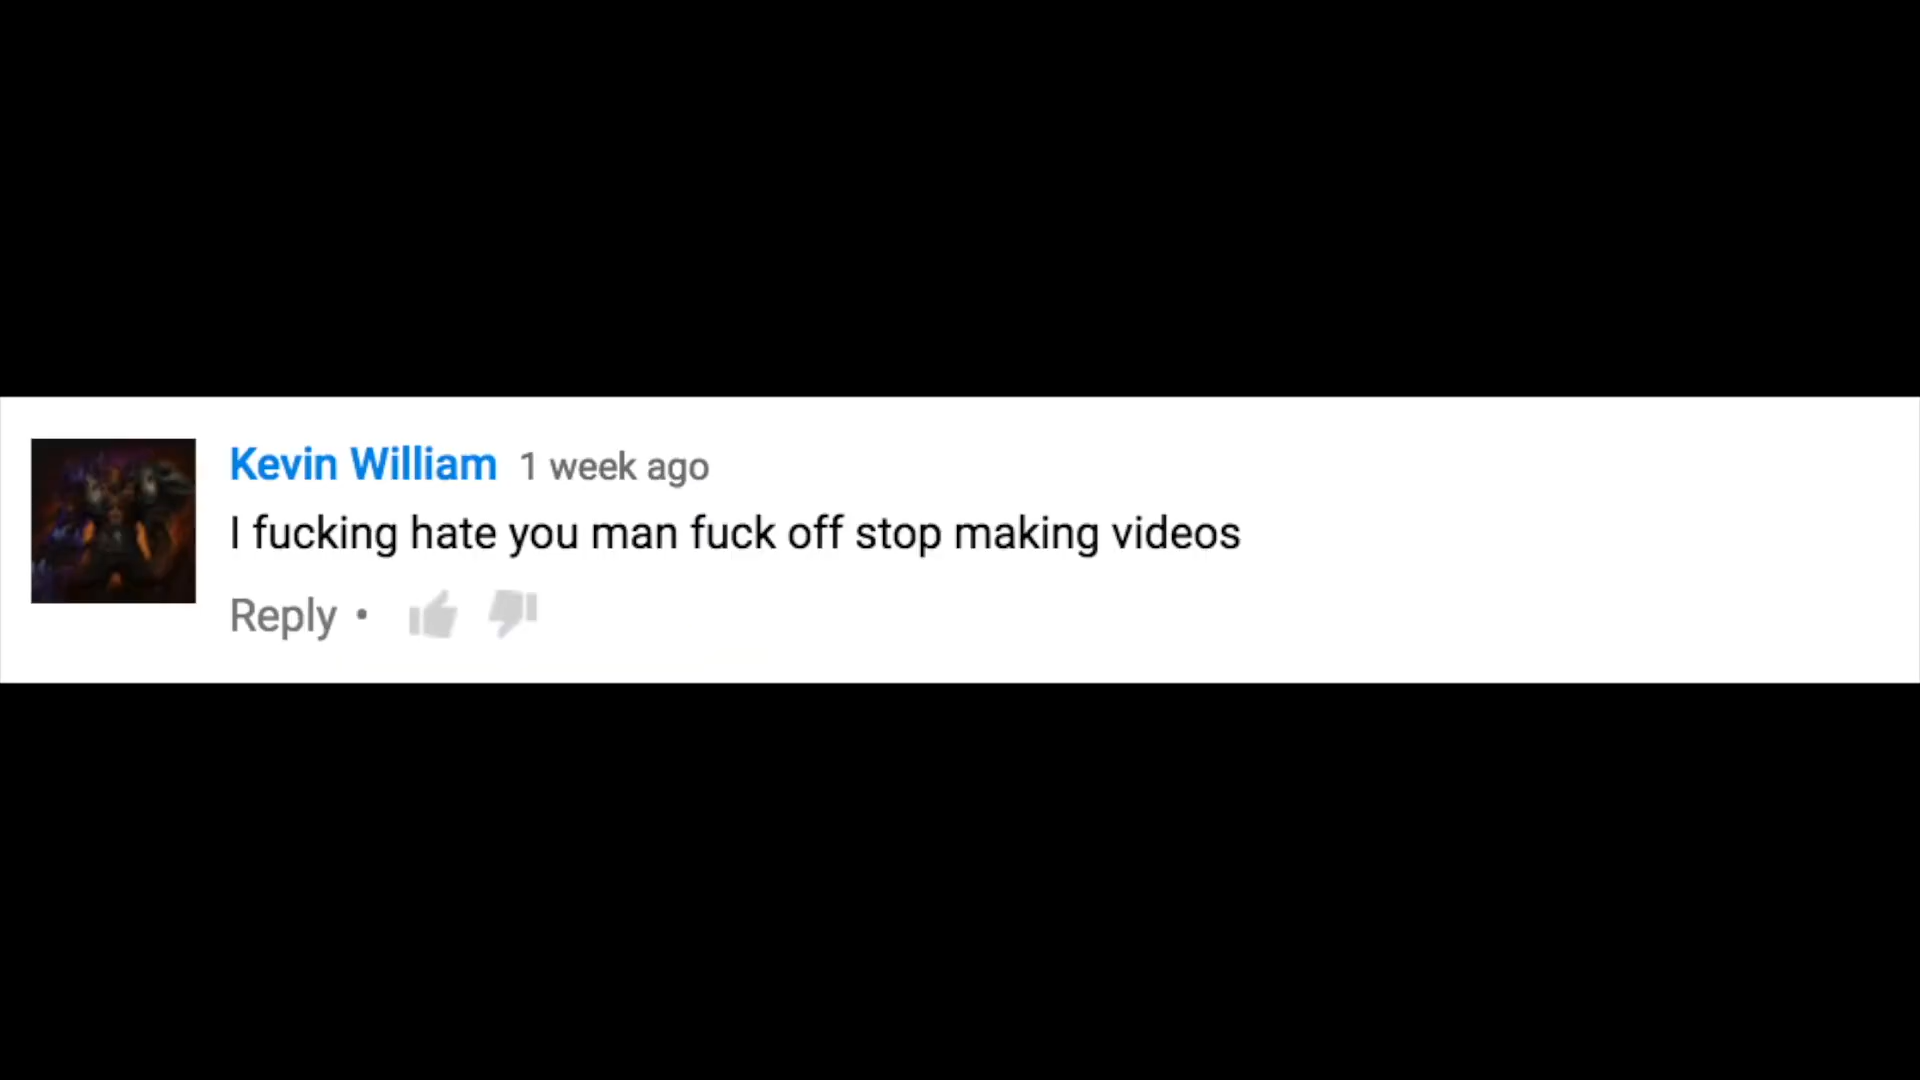 Kevin William 1 week ago
I fucking hate you man fuck off stop making videos
Reply •